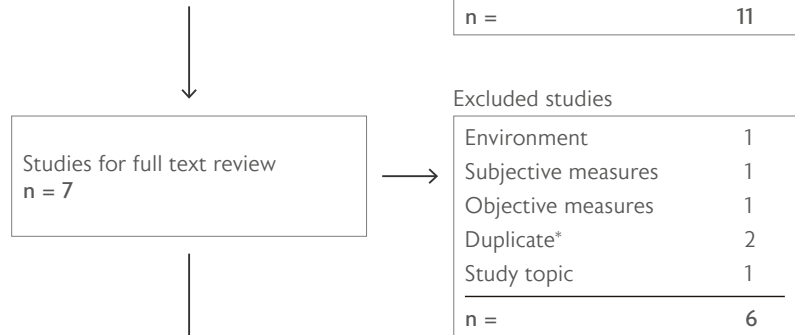 n = 11
Excluded studies
Studies for full text review
n = 7
Environment 1
Subjective measures 1
Objective measures 1
Duplicate* 2
Study topic 1
n = 6